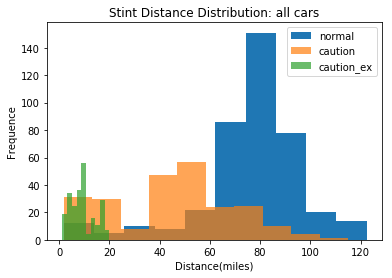 Stint Distance Distribution: all cars
normal
caution
caution_ex
Frequence
140
120
100
80
60
40
20
0
0 20 40 60 80 100 120
Distance(miles)